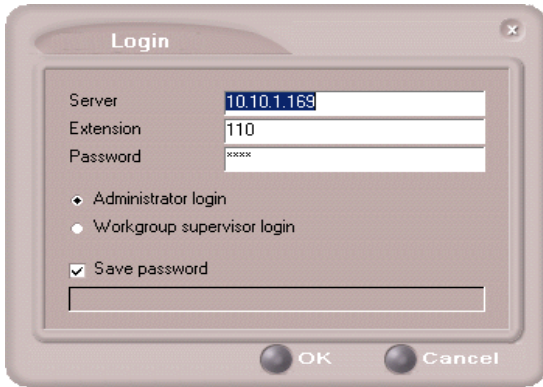 Login
Server 10.10.1.169
Extension 110
Password ****
Administrator login
Workgroup supervisor login
Save password
OK Cancel